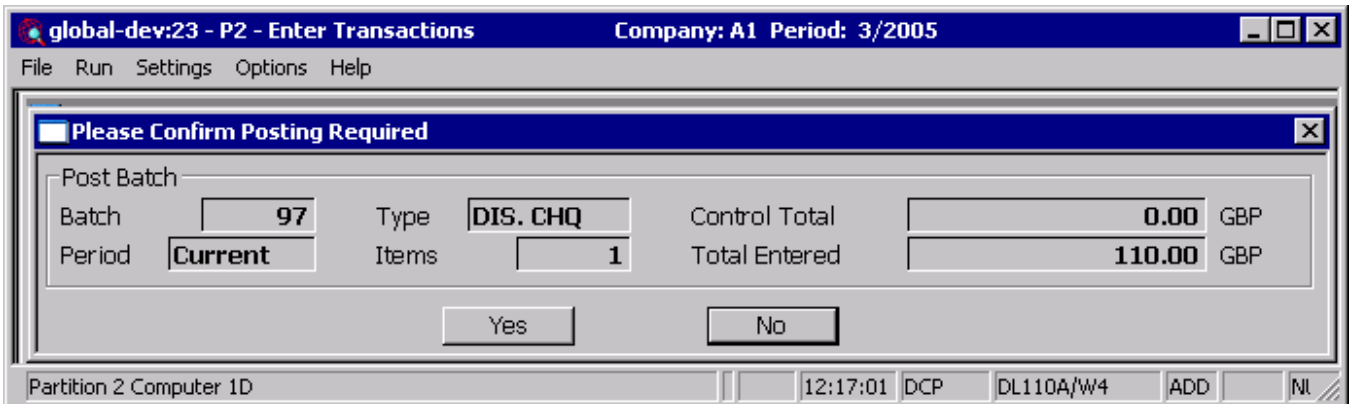 global-dev:23 - P2 - Enter Transactions Company: A1 Period: 3/2005
File Run Settings Options Help
Please Confirm Posting Required
Post Batch
Batch 97 Type DIS. CHQ Control Total 0.00 GBP
Period Current Items 1 Total Entered 110.00 GBP
Yes No
Partition 2 Computer 1D 12:17:01 DCP DL110A/W4 ADD